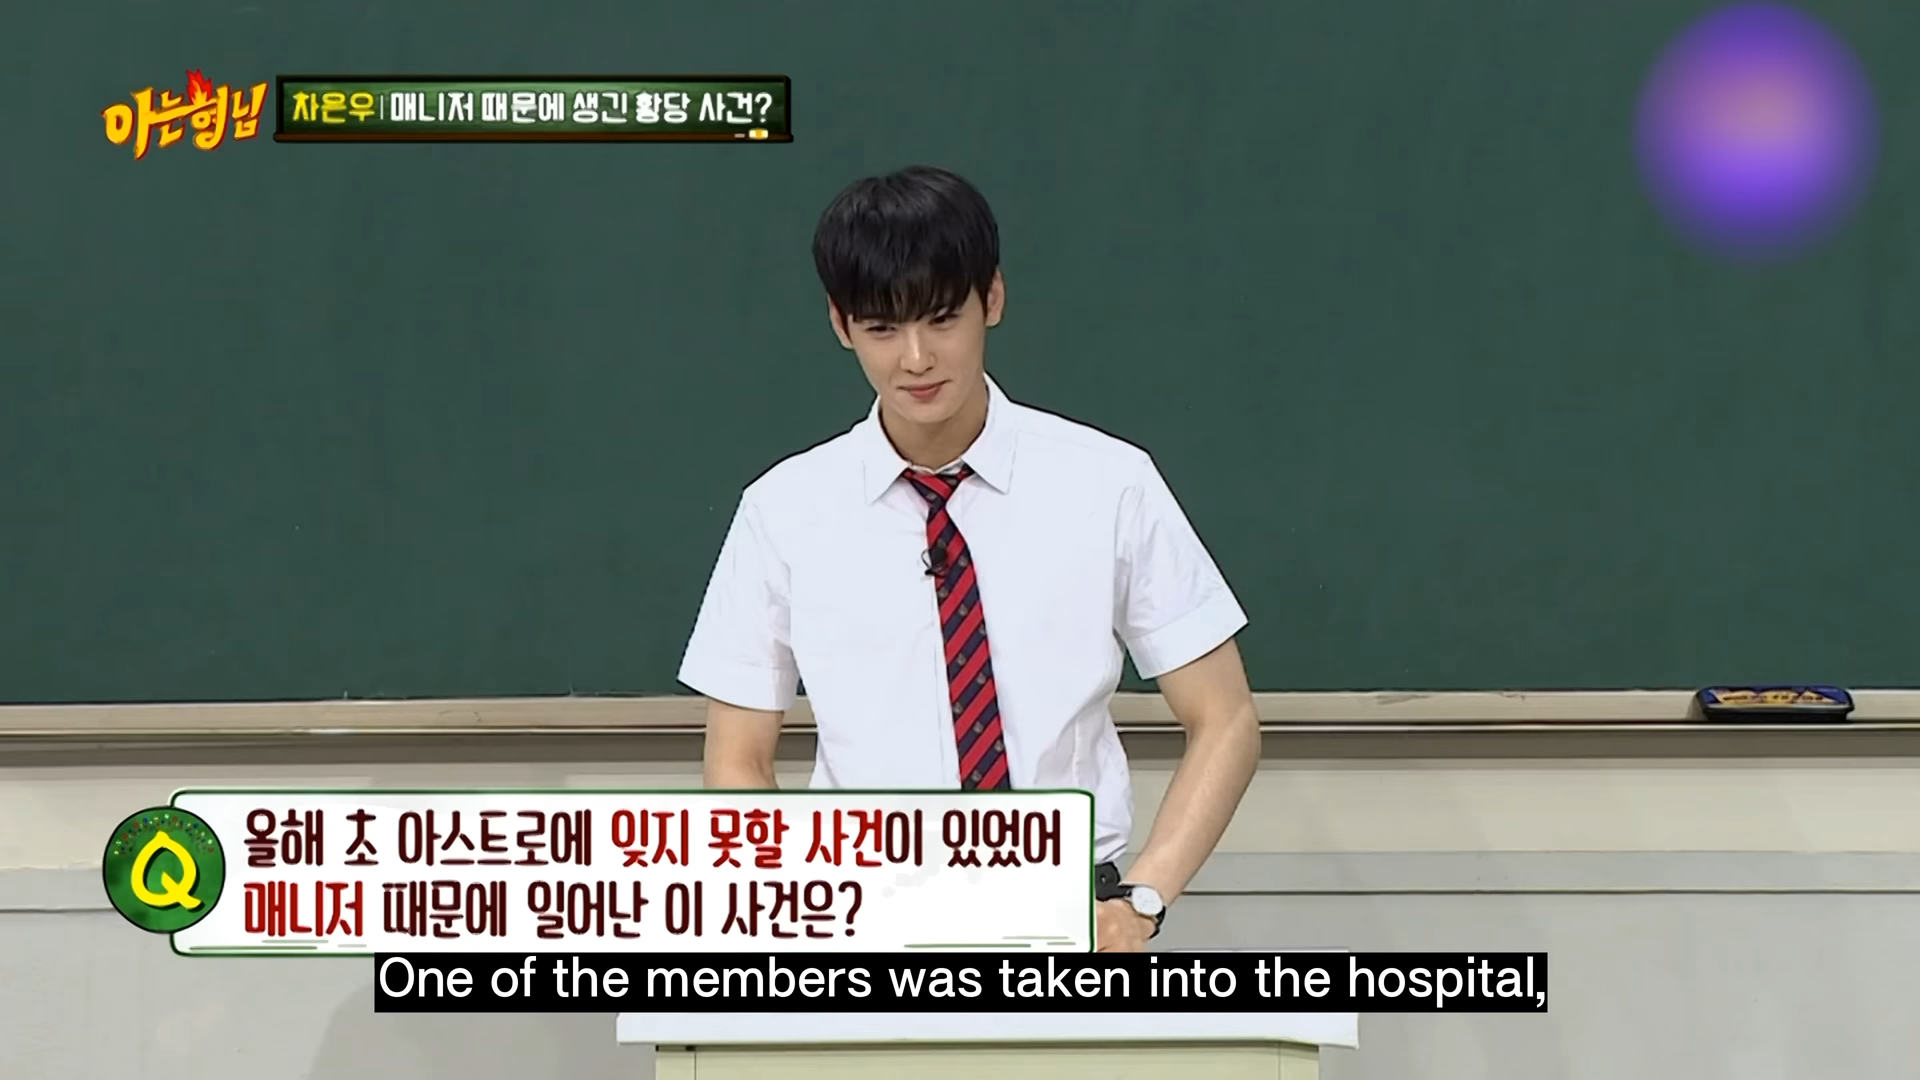 아는형님
차은우 | 매니저 때문에 생긴 황당 사건?
Q
올해 초 아스트로에 잊지 못할 사건이 있었어
매니저 때문에 일어난 이 사건은?
One of the members was taken into the hospital,